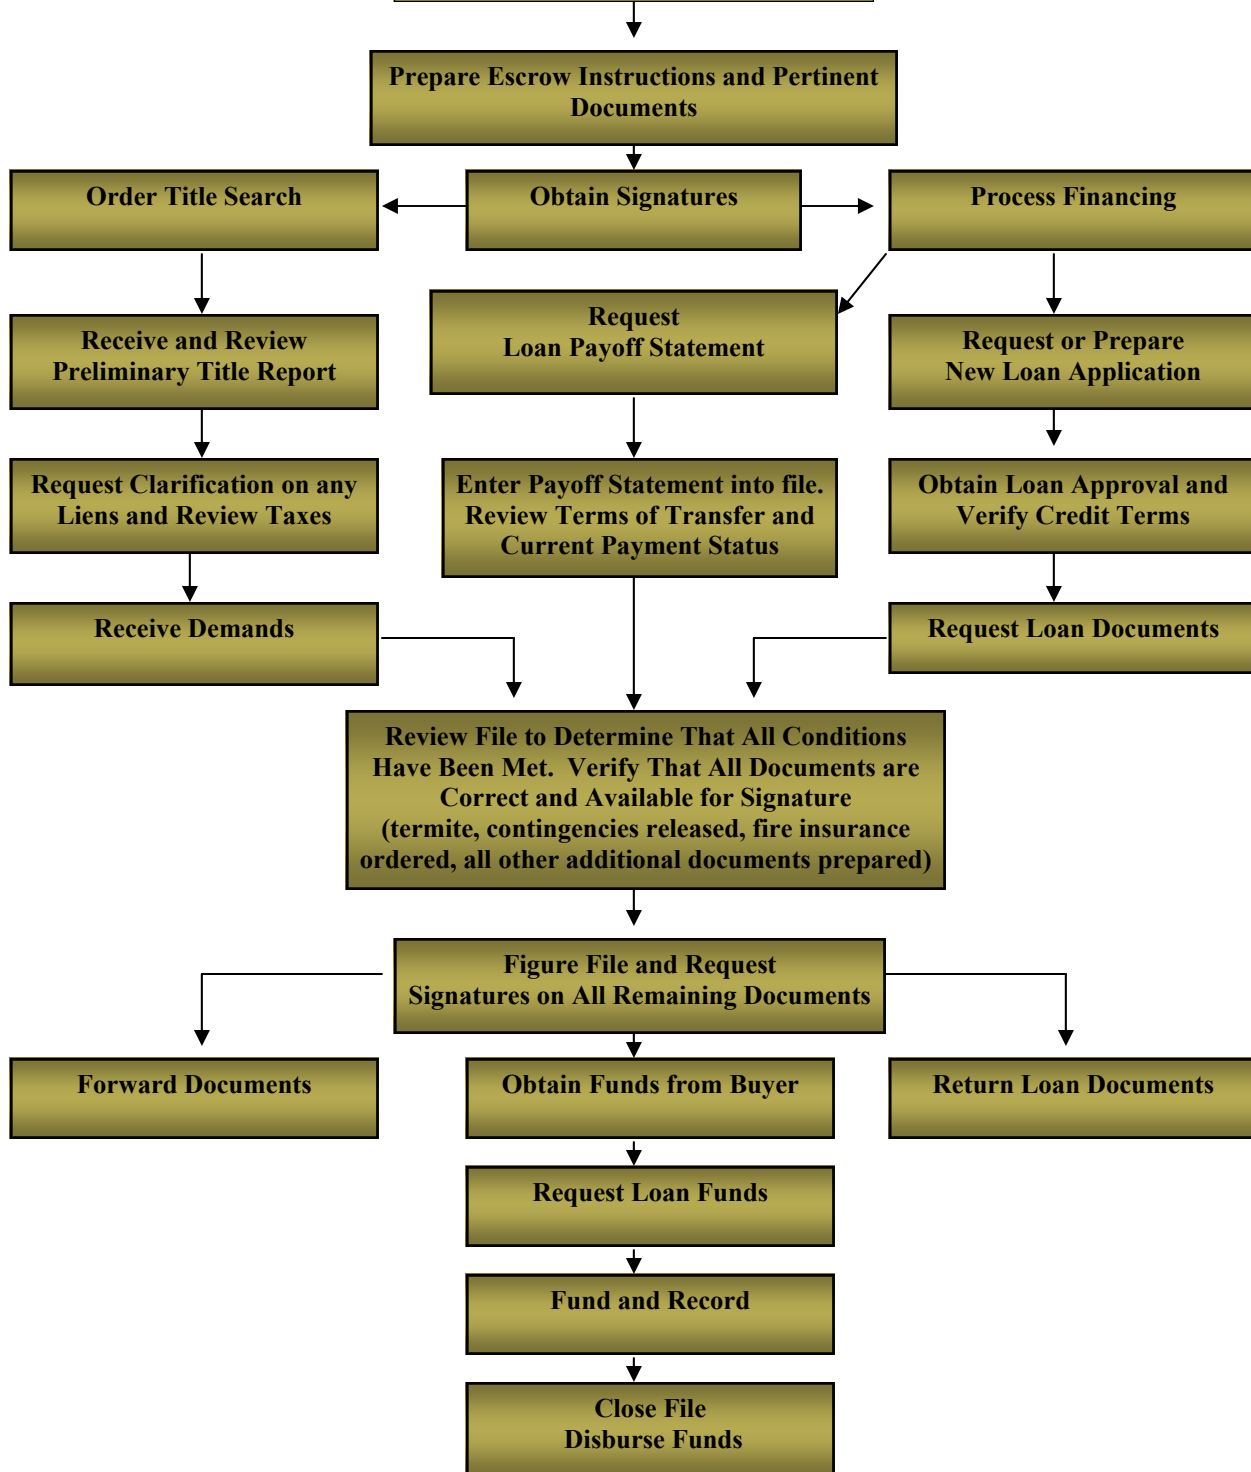 Prepare Escrow Instructions and Pertinent
Documents
Order Title Search
Obtain Signatures
Process Financing
Request
Loan Payoff Statement
Receive and Review
Preliminary Title Report
Request or Prepare
New Loan Application
Request Clarification on any
Liens and Review Taxes
Enter Payoff Statement into file.
Review Terms of Transfer and
Current Payment Status
Obtain Loan Approval and
Verify Credit Terms
Receive Demands
Request Loan Documents
Review File to Determine That All Conditions
Have Been Met.  Verify That All Documents are
Correct and Available for Signature
(termite, contingencies released, fire insurance
ordered, all other additional documents prepared)
Figure File and Request
Signatures on All Remaining Documents
Forward Documents
Obtain Funds from Buyer
Return Loan Documents
Request Loan Funds
Fund and Record
Close File
Disburse Funds